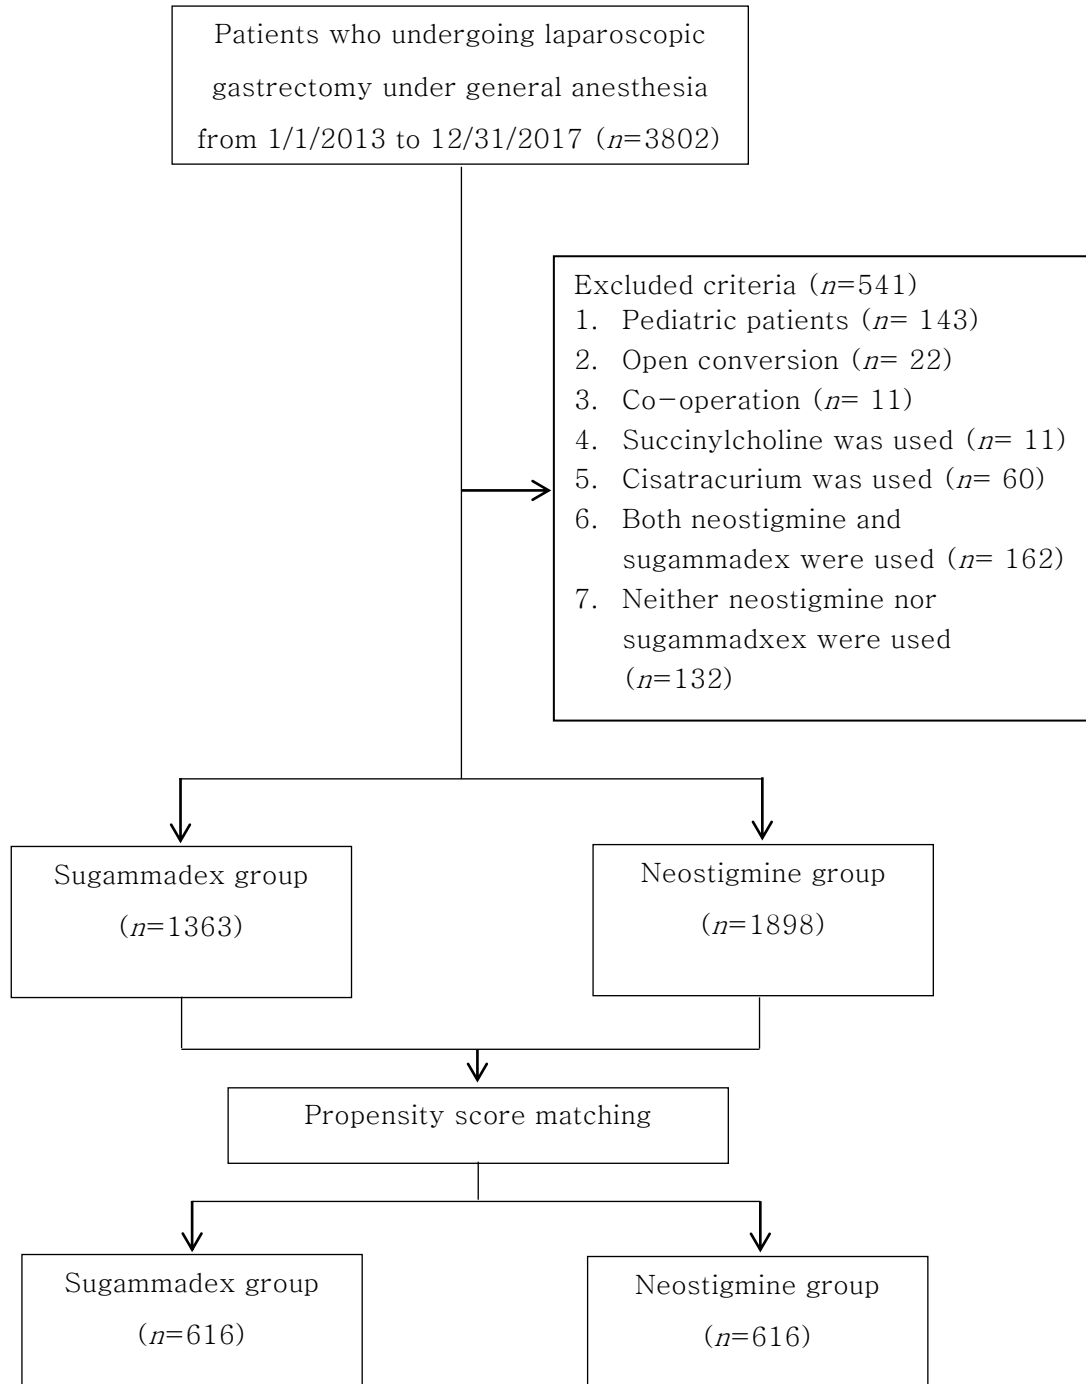 Patients who undergoing laparoscopic
gastrectomy under general anesthesia
from 1/1/2013 to 12/31/2017 (n=3802)
Excluded criteria (n=541)
1. Pediatric patients (n= 143)
2. Open conversion (n= 22)
3. Co-operation (n= 11)
4. Succinylcholine was used (n= 11)
5. Cisatracurium was used (n= 60)
6. Both neostigmine and
sugammadex were used (n= 162)
7. Neither neostigmine nor
sugammadxex were used
(n=132)
Sugammadex group
(n=1363)
Neostigmine group
(n=1898)
Propensity score matching
Sugammadex group
(n=616)
Neostigmine group
(n=616)